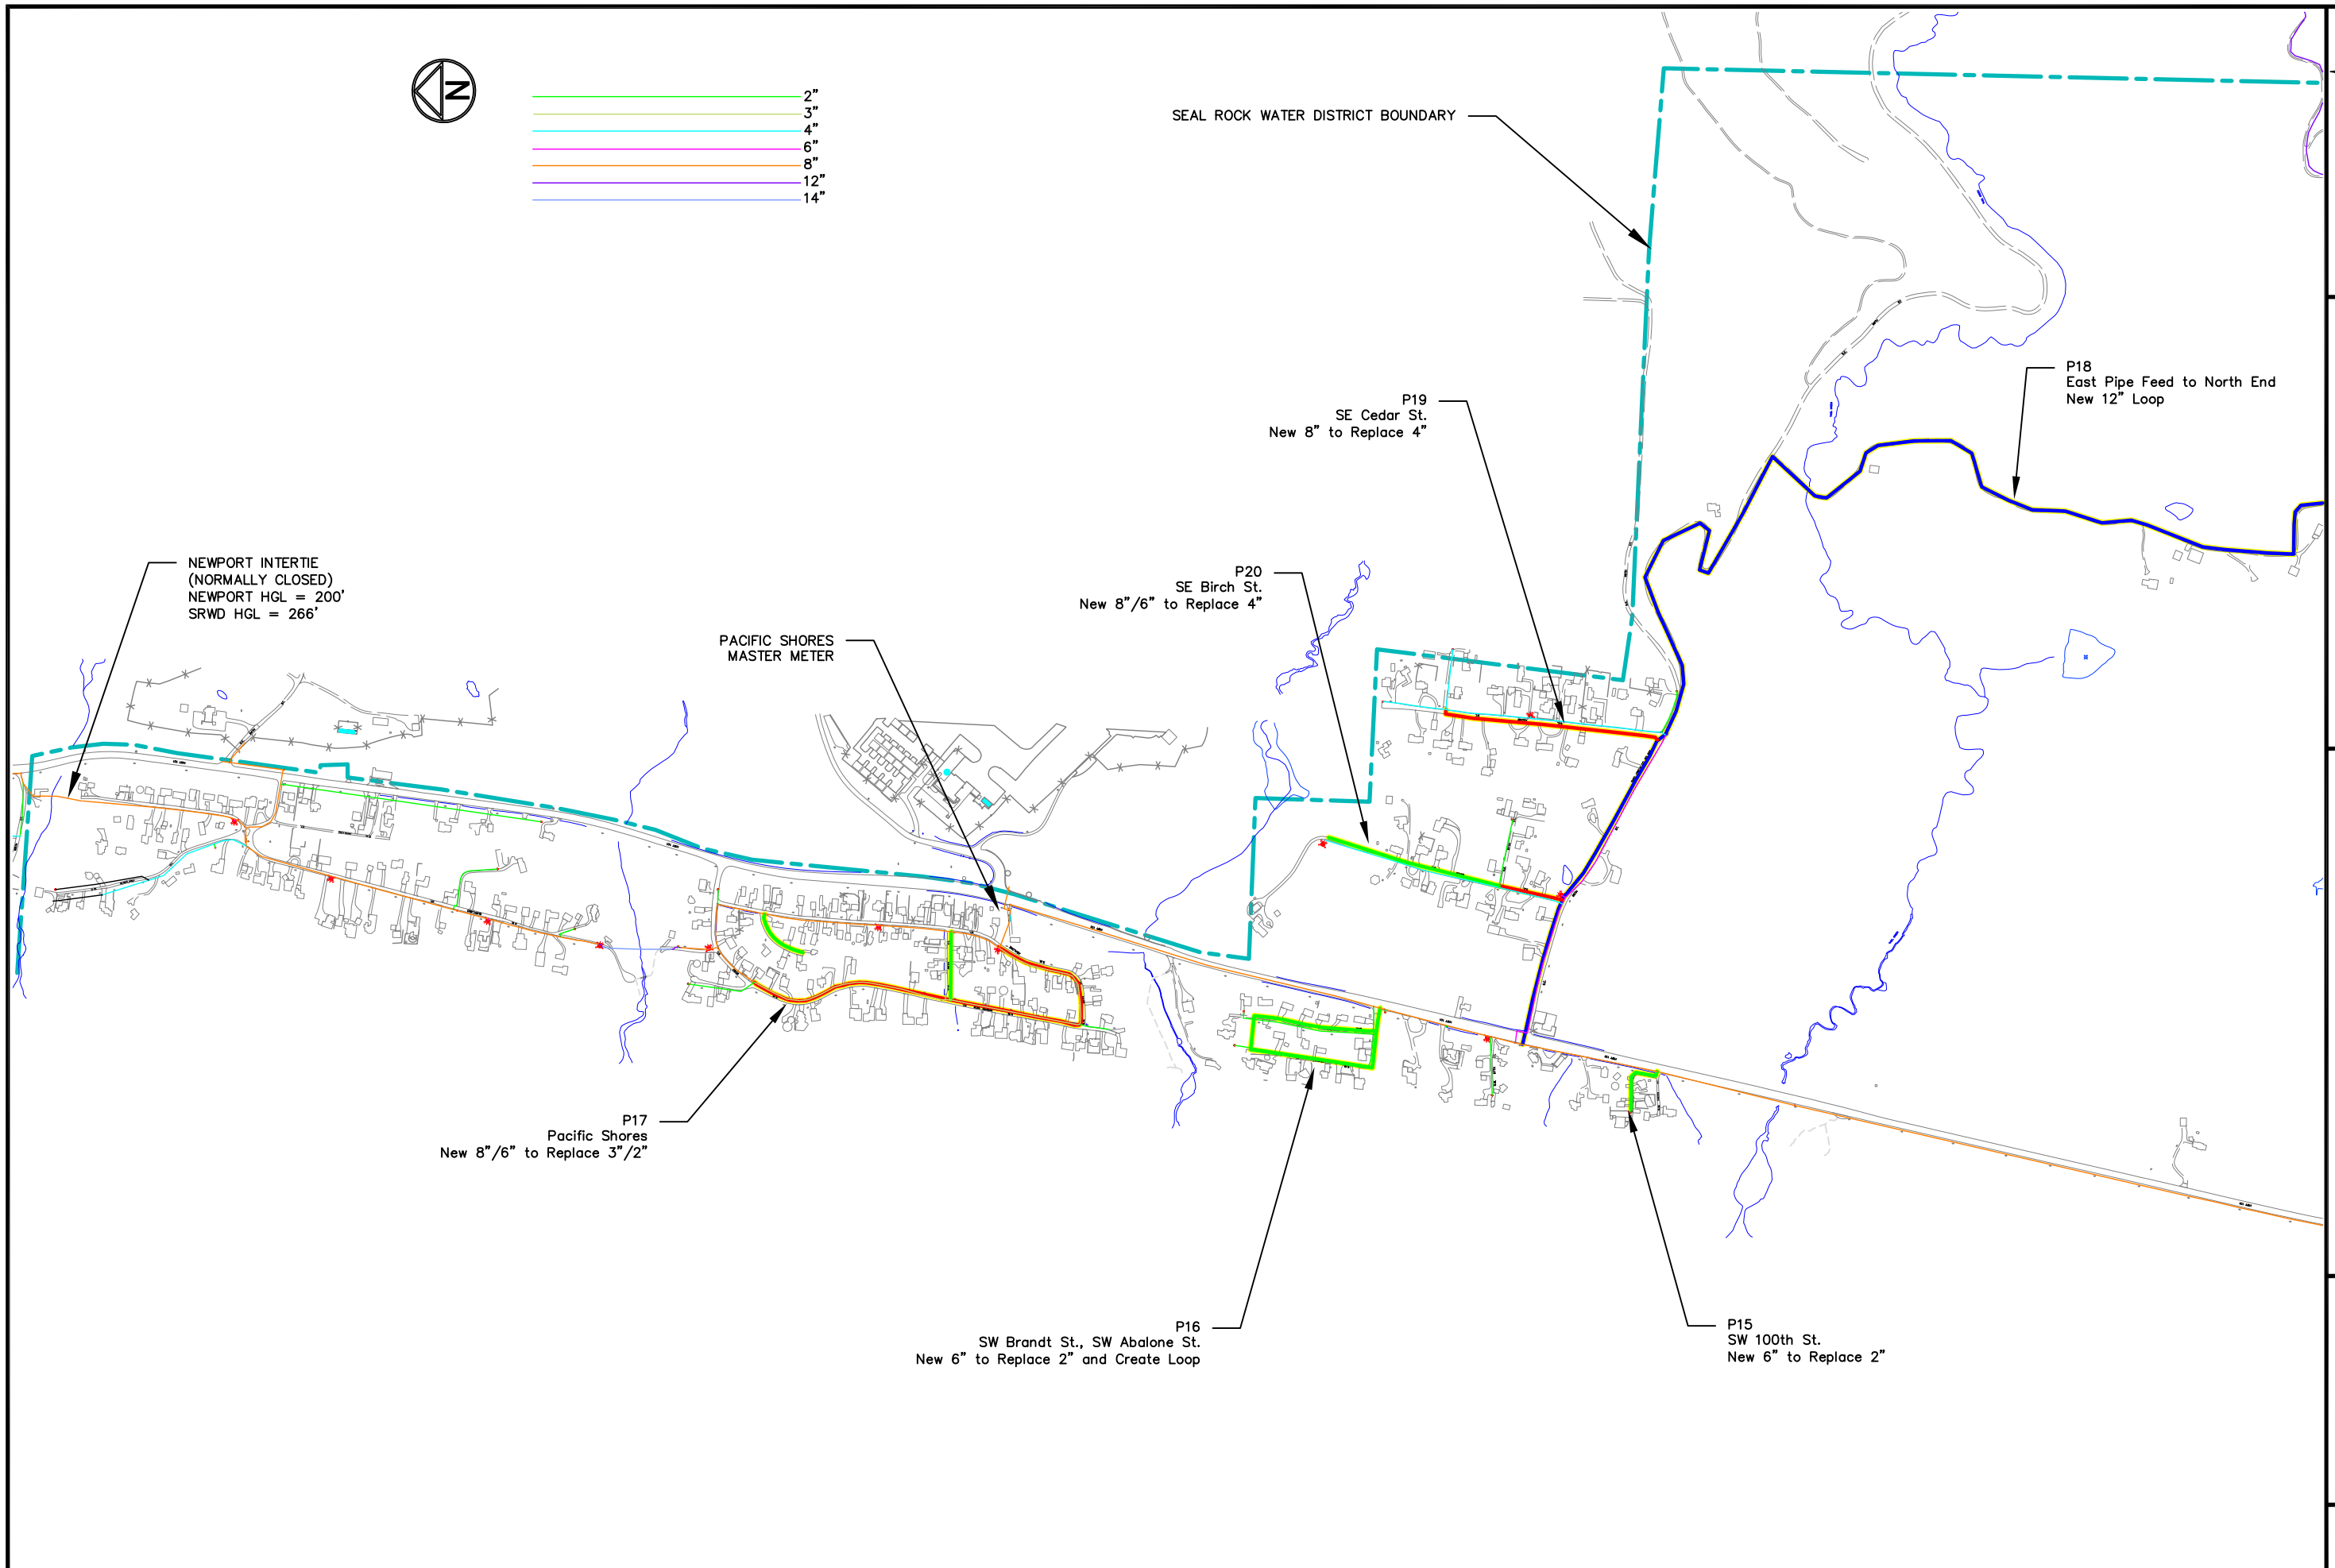 N
2"
3"
4"
6"
8"
12"
14"
SEAL ROCK WATER DISTRICT BOUNDARY
P18
East Pipe Feed to North End
New 12" Loop
P19
SE Cedar St.
New 8" to Replace 4"
P20
SE Birch St.
New 8"/6" to Replace 4"
NEWPORT INTERTIE
(NORMALLY CLOSED)
NEWPORT HGL = 200'
SRWD HGL = 266'
PACIFIC SHORES
MASTER METER
P17
Pacific Shores
New 8"/6" to Replace 3"/2"
P16
SW Brandt St., SW Abalone St.
New 6" to Replace 2" and Create Loop
P15
SW 100th St.
New 6" to Replace 2"